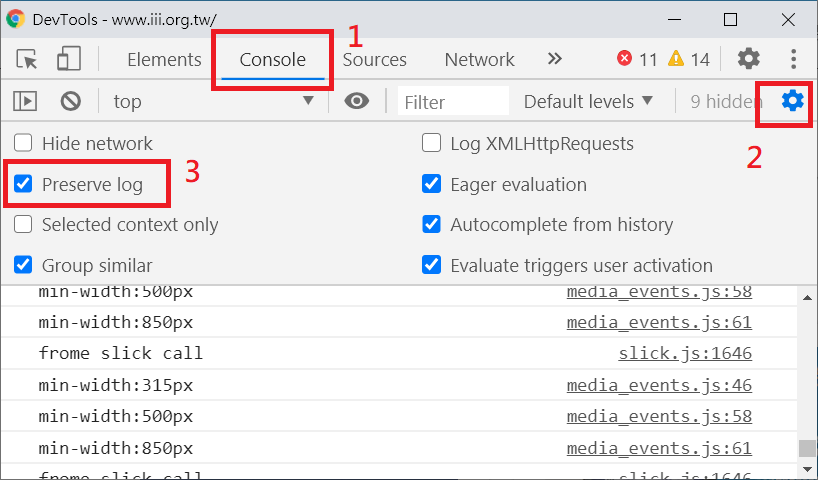 DevTools - www.iii.org.tw/
1
Elements Console Sources Network » 11 14
top Filter Default levels 9 hidden
2
Hide network Log XMLHttpRequests
3
Preserve log Eager evaluation
Selected context only Autocomplete from history
Group similar Evaluate triggers user activation
min-width:500px media_events.js:58
min-width:850px media_events.js:61
frome slick call slick.js:1646
min-width:315px media_events.js:46
min-width:500px media_events.js:58
min-width:850px media_events.js:61
frome slick call slick.js:1646